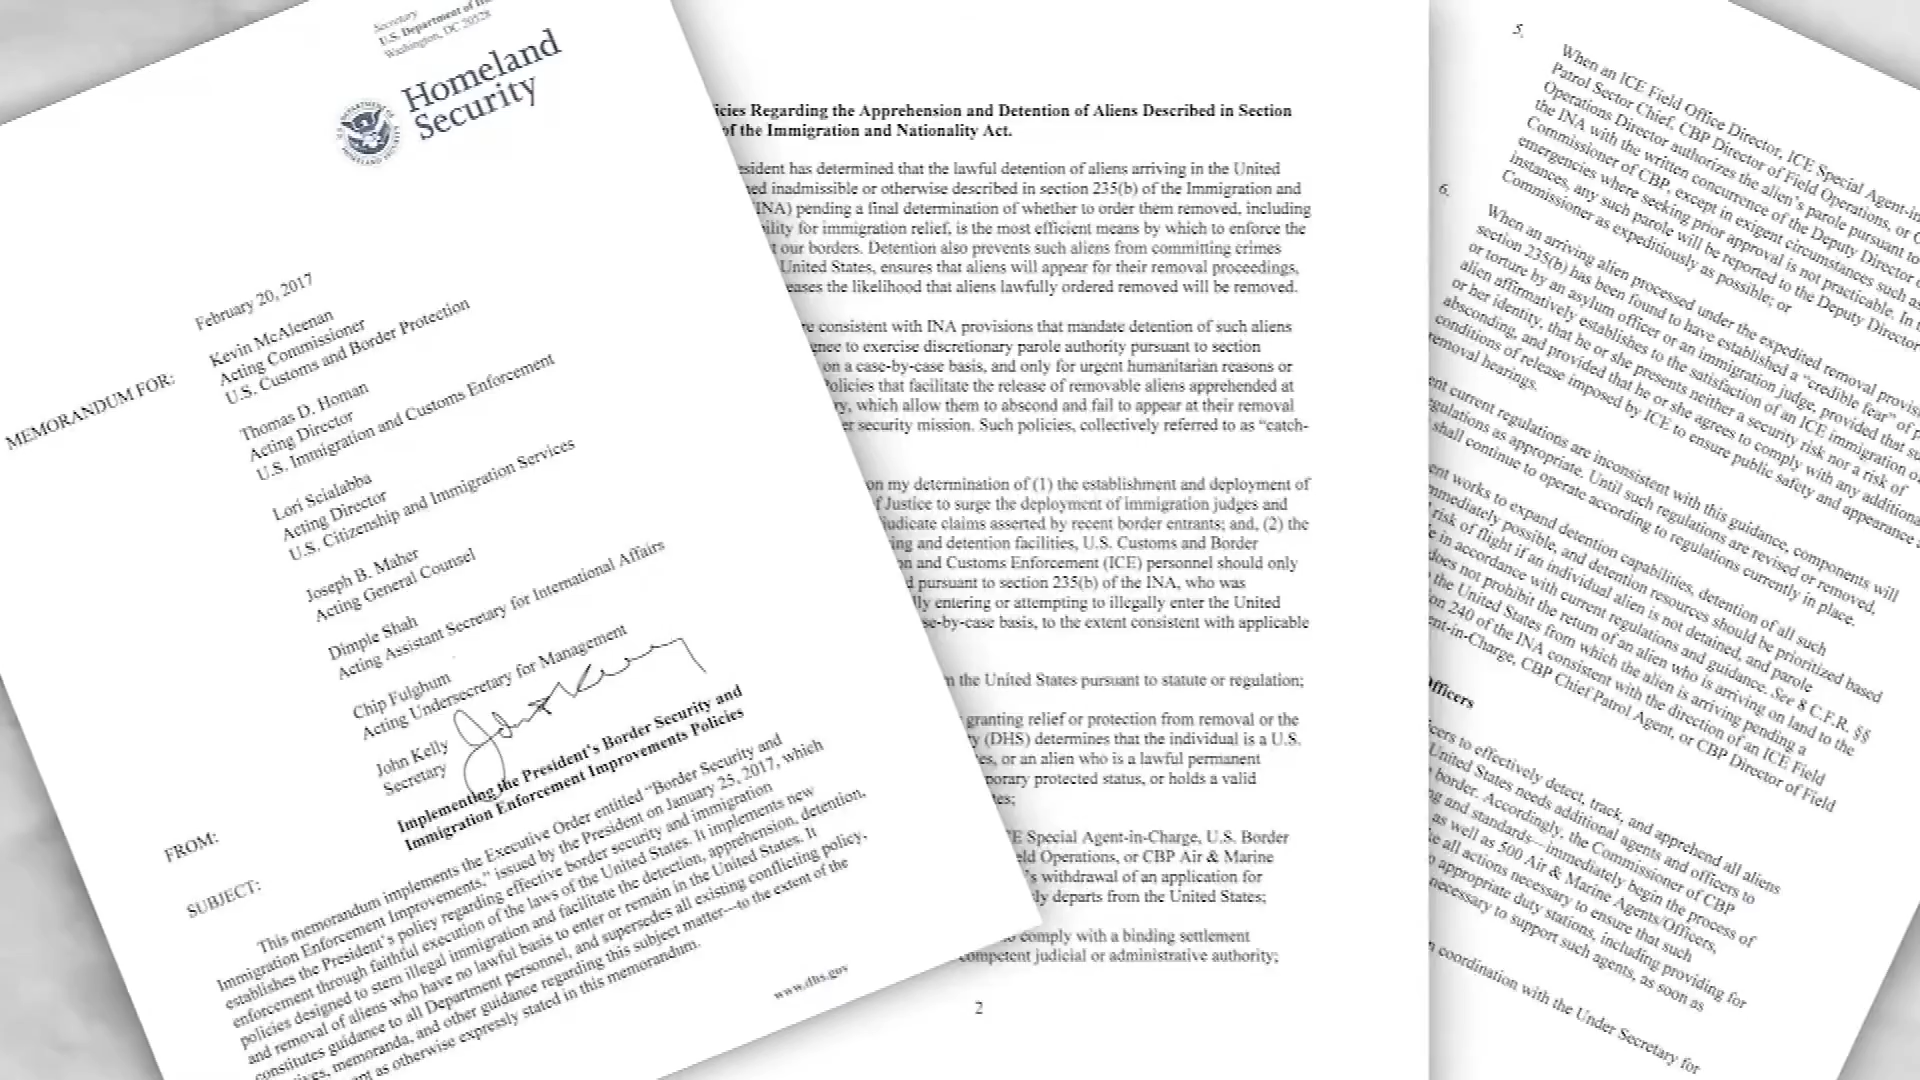 Secretary
U.S. Department of
Washington, DC 20528
Homeland
Security
February 20, 2017
MEMORANDUM FOR:
Kevin McAleenan
Acting Commissioner
U.S. Customs and Border Protection
Thomas D. Homan
Acting Director
U.S. Immigration and Customs Enforcement
Lori Scialabba
Acting Director
U.S. Citizenship and Immigration Services
Joseph B. Maher
Acting General Counsel
Dimple Shah
Acting Assistant Secretary for International Affairs
Chip Fulghum
Acting Undersecretary for Management
FROM:
John Kelly
Secretary
SUBJECT:
Implementing the President's Border Security and
Immigration Enforcement Improvements Policies
This memorandum implements the Executive Order entitled “Border Security and
Immigration Enforcement Improvements,” issued by the President on January 25, 2017, which
establishes the President's policy regarding effective border security and immigration
enforcement through faithful execution of the laws of the United States. It implements new
policies designed to stem illegal immigration and facilitate the detection, apprehension, detention,
and removal of aliens who have no lawful basis to enter or remain in the United States. It
constitutes guidance to all Department personnel, and supersedes all existing conflicting policy,
memoranda, and other guidance regarding this subject matter—to the extent of the
as otherwise expressly stated in this memorandum.
www.dhs.gov
icies Regarding the Apprehension and Detention of Aliens Described in Section
of the Immigration and Nationality Act.
sident has determined that the lawful detention of aliens arriving in the United
ed inadmissible or otherwise described in section 235(b) of the Immigration and
INA) pending a final determination of whether to order them removed, including
ility for immigration relief, is the most efficient means by which to enforce the
our borders. Detention also prevents such aliens from committing crimes
United States, ensures that aliens will appear for their removal proceedings,
eases the likelihood that aliens lawfully ordered removed will be removed.
re consistent with INA provisions that mandate detention of such aliens
gnee to exercise discretionary parole authority pursuant to section
on a case-by-case basis, and only for urgent humanitarian reasons or
Policies that facilitate the release of removable aliens apprehended at
y, which allow them to abscond and fail to appear at their removal
er security mission. Such policies, collectively referred to as “catch-
on my determination of (1) the establishment and deployment of
f Justice to surge the deployment of immigration judges and
judicate claims asserted by recent border entrants; and, (2) the
ing and detention facilities, U.S. Customs and Border
on and Customs Enforcement (ICE) personnel should only
d pursuant to section 235(b) of the INA, who was
lly entering or attempting to illegally enter the United
se-by-case basis, to the extent consistent with applicable
m the United States pursuant to statute or regulation;
granting relief or protection from removal or the
y (DHS) determines that the individual is a U.S.
es, or an alien who is a lawful permanent
porary protected status, or holds a valid
tes;
CE Special Agent-in-Charge, U.S. Border
eld Operations, or CBP Air & Marine
's withdrawal of an application for
ly departs from the United States;
o comply with a binding settlement
competent judicial or administrative authority;
2
5.
When an ICE Field Office Director, ICE Special Agent-in
Patrol Sector Chief, CBP Director of Field Operations, or C
Operations Director authorizes the alien's parole pursuant to
the INA with the written concurrence of the Deputy Director
Commissioner of CBP, except in exigent circumstances such as
emergencies where seeking prior approval is not practicable. In
instances, any such parole will be reported to the Deputy Director
Commissioner as expeditiously as possible; or
6.
When an arriving alien processed under the expedited removal provis
section 235(b) has been found to have established a “credible fear” of p
or torture by an asylum officer or an immigration judge, provided that su
alien affirmatively establishes to the satisfaction of an ICE immigration o
or her identity, that he or she presents neither a security risk nor a risk of
absconding, and provided that he or she agrees to comply with any additiona
conditions of release imposed by ICE to ensure public safety and appearance a
removal hearings.
ent current regulations are inconsistent with this guidance, components will
egulations as appropriate. Until such regulations are revised or removed,
shall continue to operate according to regulations currently in place.
ent works to expand detention capabilities, detention of all such
mmediately possible, and detention resources should be prioritized based
risk of flight if an individual alien is not detained, and parole
e in accordance with current regulations and guidance. See 8 C.F.R. §§
does not prohibit the return of an alien who is arriving on land to the
the United States from which the alien is arriving pending a
on 240 of the INA consistent with the direction of an ICE Field
ent-in-Charge, CBP Chief Patrol Agent, or CBP Director of Field
fficers
icers to effectively detect, track, and apprehend all aliens
United States needs additional agents and officers to
border. Accordingly, the Commissioner of CBP
ng and standards—immediately begin the process of
as well as 500 Air & Marine Agents/Officers,
ke all actions necessary to ensure that such
appropriate duty stations, including providing for
necessary to support such agents, as soon as
n coordination with the Under Secretary for